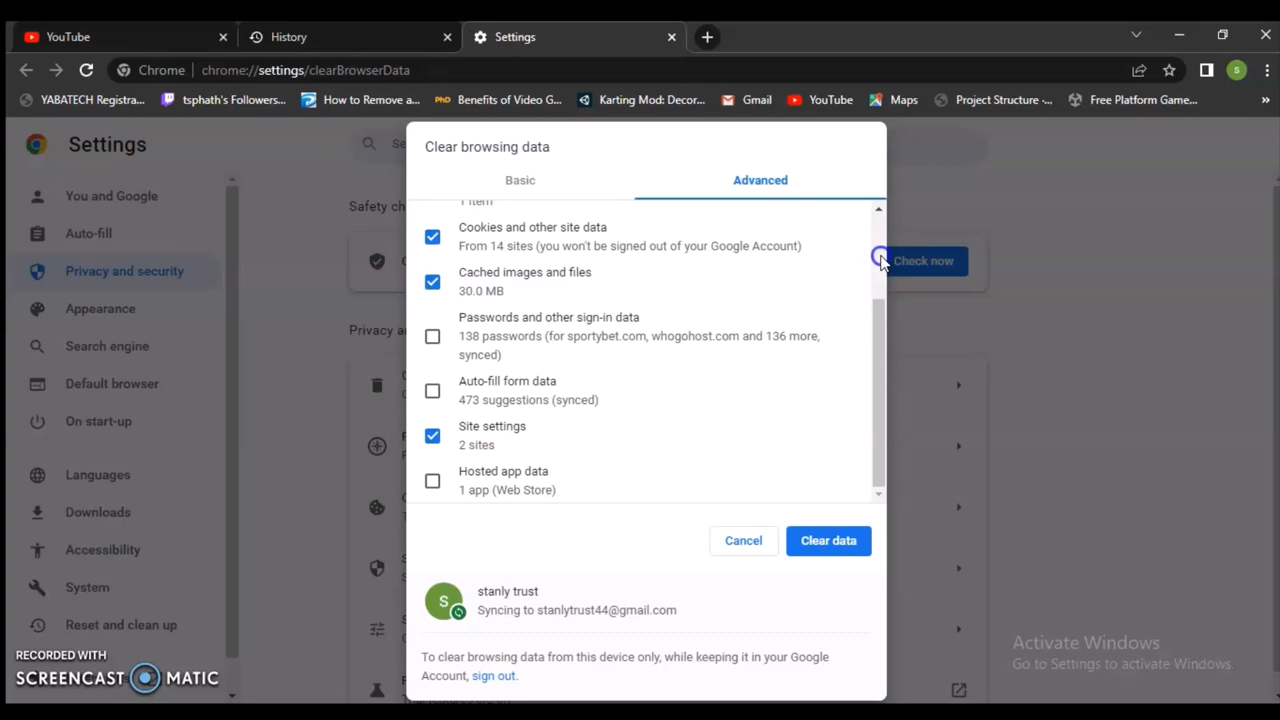 YouTube
History
Settings
Chrome
chrome://settings/clearBrowserData
S
YABATECH Registra...
tsphath's Followers...
How to Remove a...
PhD
Benefits of Video G...
Karting Mod: Decor...
Gmail
YouTube
Maps
Project Structure -...
Free Platform Game...
»
Settings
You and Google
Auto-fill
Privacy and security
Appearance
Search engine
Default browser
On start-up
Languages
Downloads
Accessibility
System
Reset and clean up
Se
Safety ch
Check now
Privacy a
Clear browsing data
Basic
Advanced
1 item
Cookies and other site data
From 14 sites (you won't be signed out of your Google Account)
Cached images and files
30.0 MB
Passwords and other sign-in data
138 passwords (for sportybet.com, whogohost.com and 136 more,
synced)
Auto-fill form data
473 suggestions (synced)
Site settings
2 sites
Hosted app data
1 app (Web Store)
Cancel
Clear data
S
stanly trust
Syncing to stanlytrust44@gmail.com
To clear browsing data from this device only, while keeping it in your Google
Account, sign out.
Activate Windows
Go to Settings to activate Windows.
RECORDED WITH
SCREENCAST MATIC